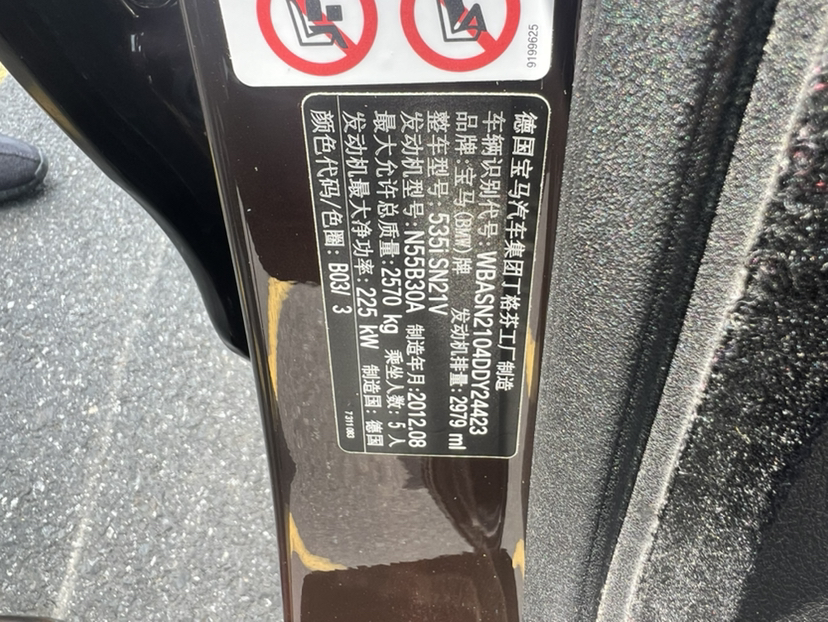 9199625
德国宝马汽车集团丁格芬工厂制造
车辆识别代号: WBASN2104DDY24423
品牌: 宝马(BMW)牌 发动机排量: 2979 ml
整车型号: 535I SN21V
发动机型号:N55B30A 制造年月:2012.08
最大允许总质量:2570 kg 乘坐人数: 5 人
发动机最大净功率: 225 kW 制造国: 德国
颜色代码/色圈: B03/ 3
7 311 083